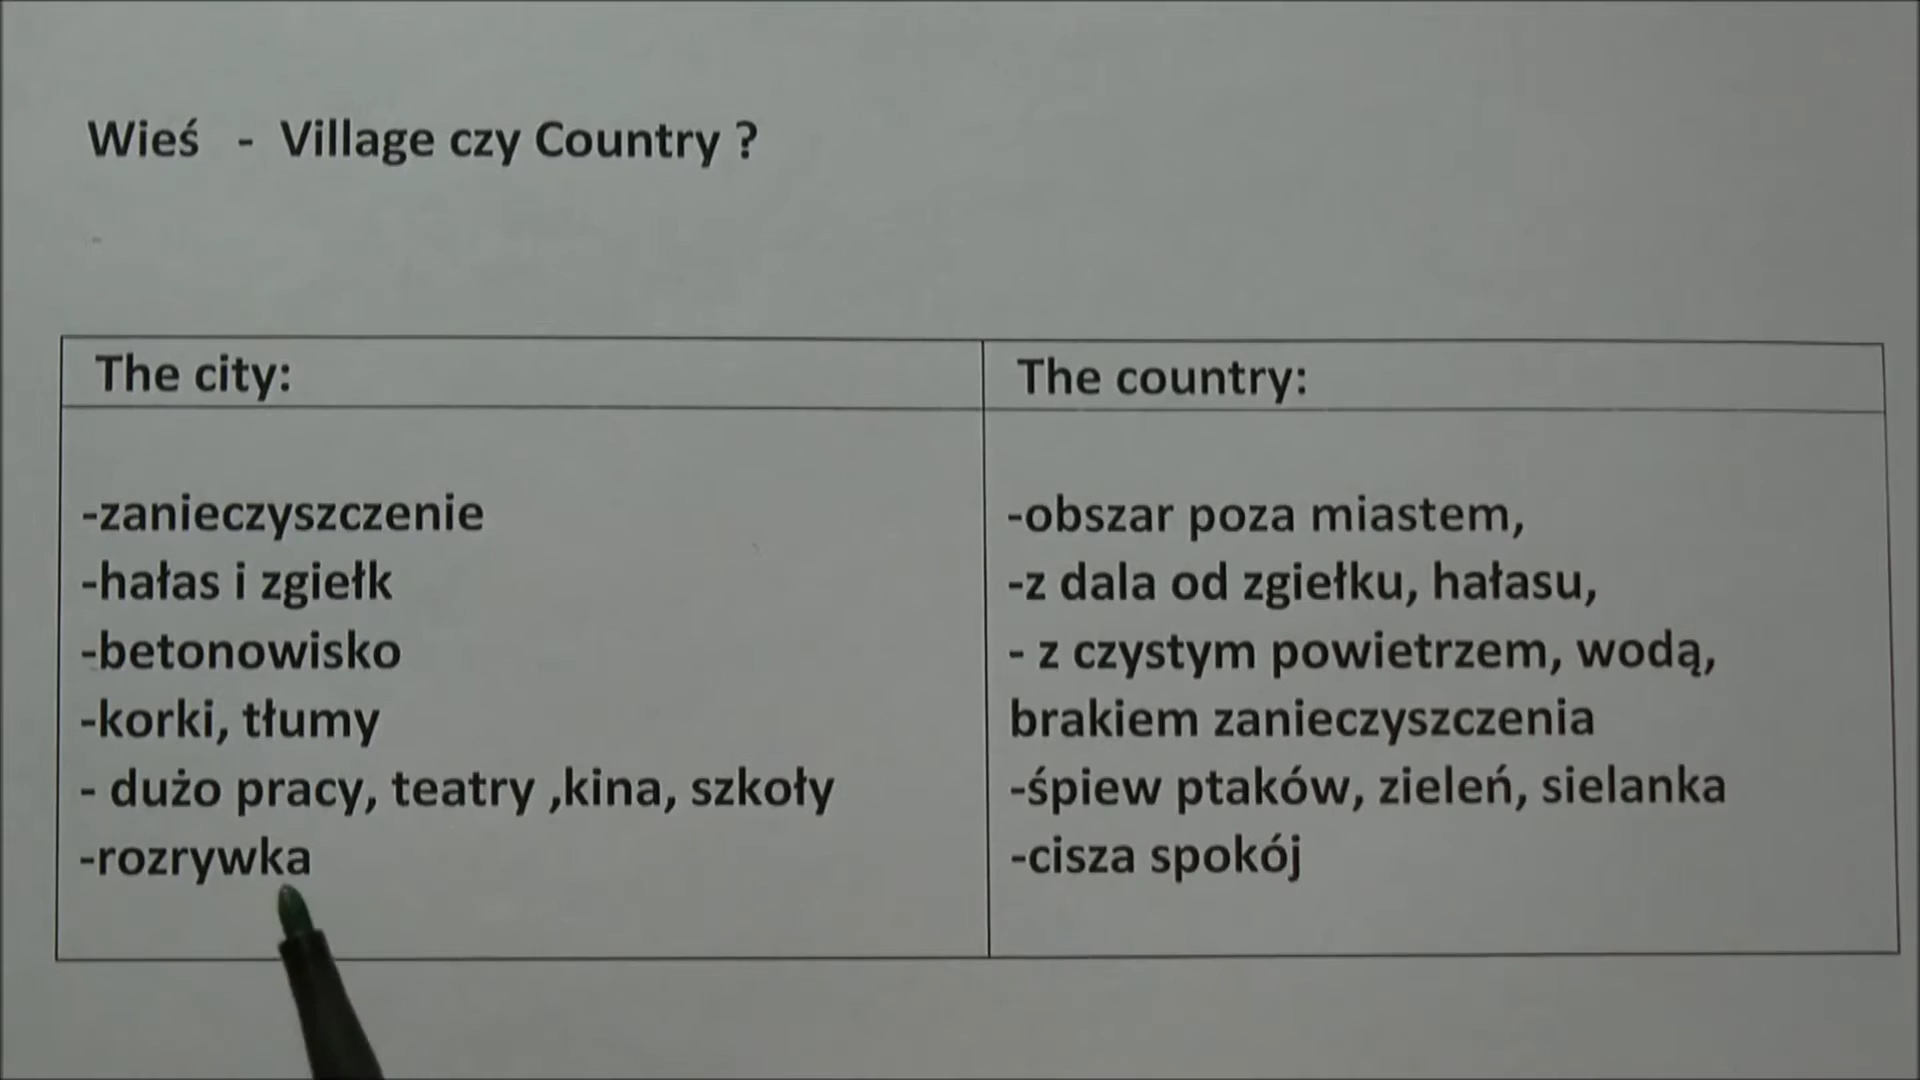 Wieś - Village czy Country ?
The city:
-zanieczyszczenie
-hałas i zgiełk
-betonowisko
-korki, tłumy
- dużo pracy, teatry ,kina, szkoły
-rozrywka
The country:
-obszar poza miastem,
-z dala od zgiełku, hałasu,
- z czystym powietrzem, wodą,
brakiem zanieczyszczenia
-śpiew ptaków, zieleń, sielanka
-cisza spokój